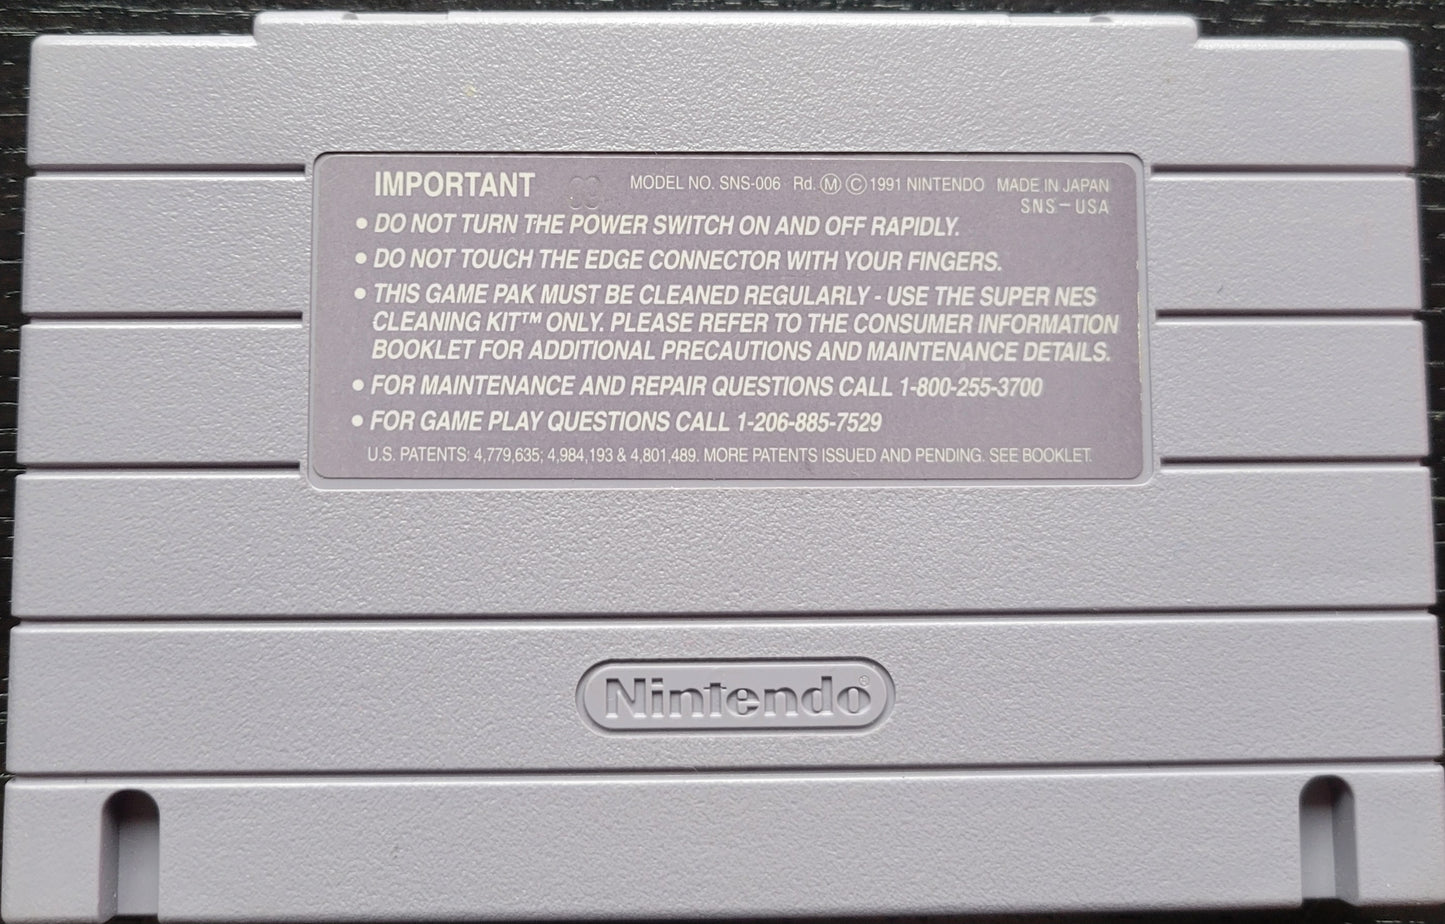 IMPORTANT MODEL NO. SNS-006 Rd. Ⓜ © 1991 NINTENDO MADE IN JAPAN
SNS-USA
• DO NOT TURN THE POWER SWITCH ON AND OFF RAPIDLY.
• DO NOT TOUCH THE EDGE CONNECTOR WITH YOUR FINGERS.
• THIS GAME PAK MUST BE CLEANED REGULARLY - USE THE SUPER NES
CLEANING KIT™ ONLY. PLEASE REFER TO THE CONSUMER INFORMATION
BOOKLET FOR ADDITIONAL PRECAUTIONS AND MAINTENANCE DETAILS.
• FOR MAINTENANCE AND REPAIR QUESTIONS CALL 1-800-255-3700
• FOR GAME PLAY QUESTIONS CALL 1-206-885-7529
U.S. PATENTS: 4,779,635; 4,984,193 & 4,801,489. MORE PATENTS ISSUED AND PENDING. SEE BOOKLET.
Nintendo®